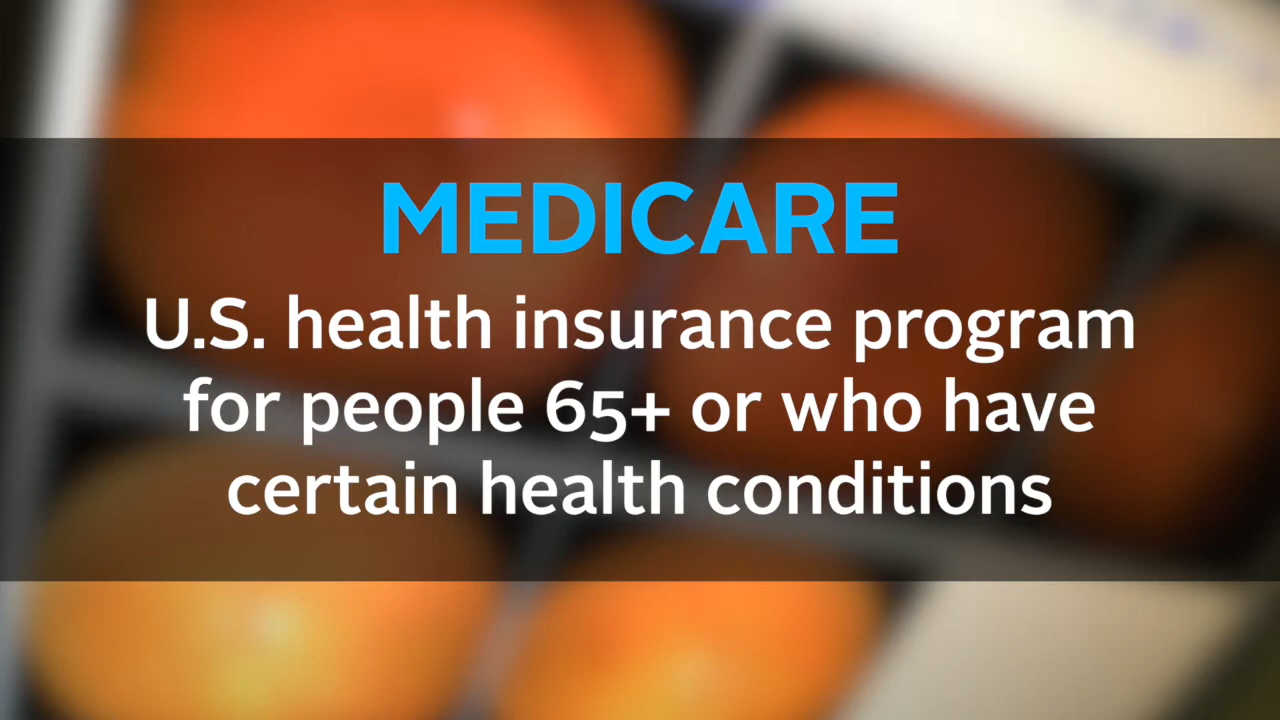 MEDICARE
U.S. health insurance program
for people 65+ or who have
certain health conditions